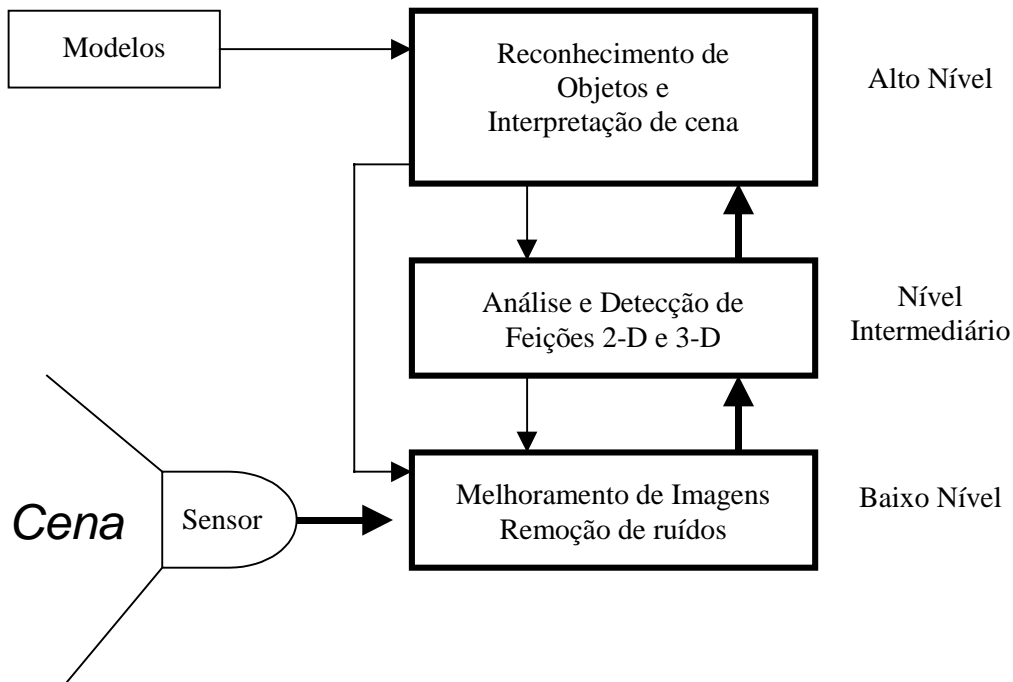 Modelos
Reconhecimento de
Objetos e
Interpretação de cena
Alto Nível
Análise e Detecção de
Feições 2-D e 3-D
Nível
Intermediário
Cena
Sensor
Melhoramento de Imagens
Remoção de ruídos
Baixo Nível